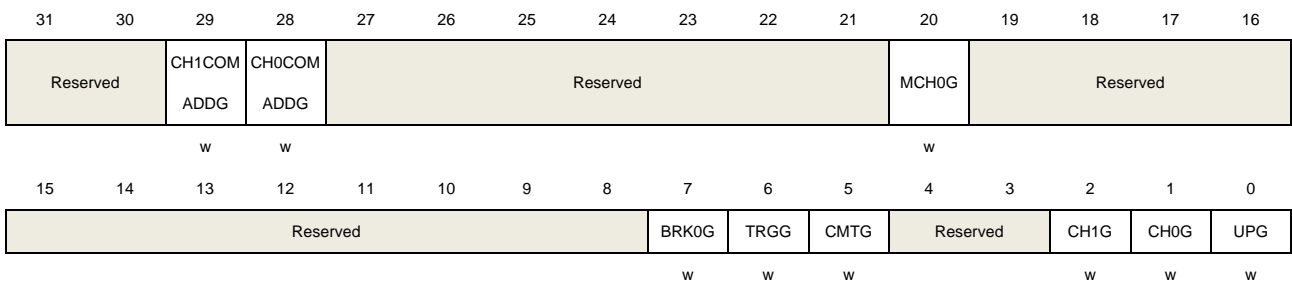 31 30 29 28 27 26 25 24 23 22 21 20 19 18 17 16
Reserved CH1COM ADDG CH0COM ADDG Reserved MCH0G Reserved
w w w
15 14 13 12 11 10 9 8 7 6 5 4 3 2 1 0
Reserved BRK0G TRGG CMTG Reserved CH1G CH0G UPG
w w w w w w